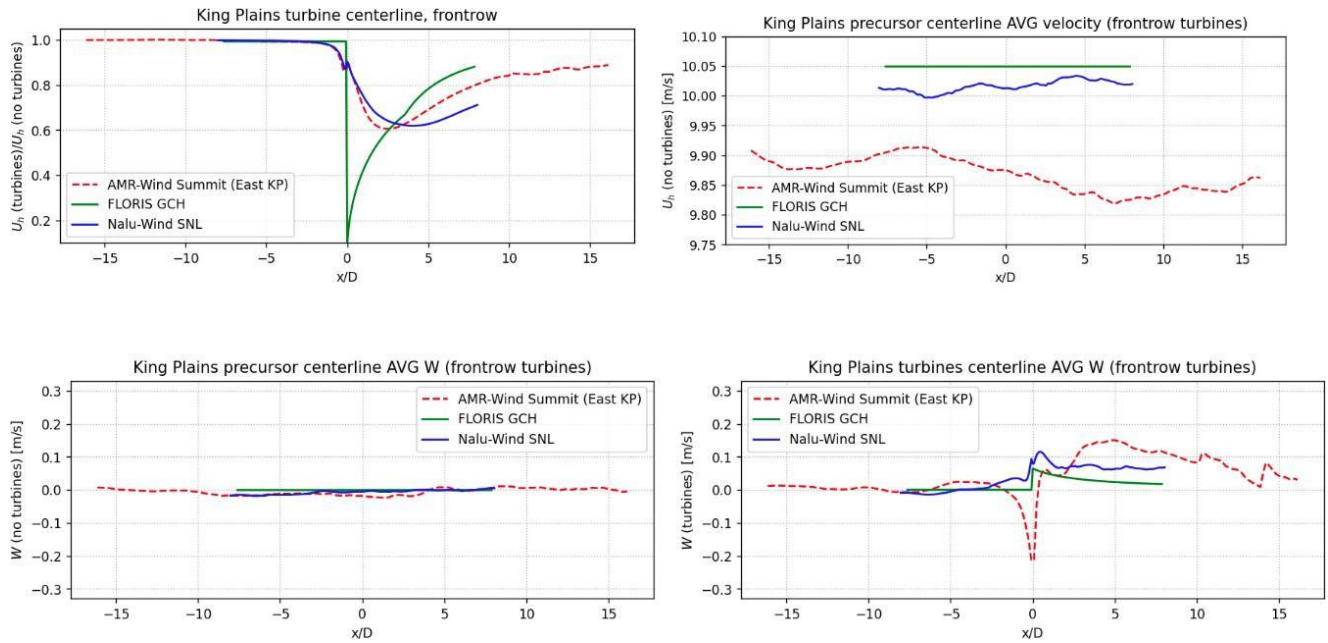 King Plains turbine centerline, frontrow
1.0
0.8
0.6
0.4
0.2
U_h (turbines)/U_h (no turbines)
AMR-Wind Summit (East KP)
FLORIS GCH
Nalu-Wind SNL
−15 −10 −5 0 5 10 15
x/D
King Plains precursor centerline AVG velocity (frontrow turbines)
10.10
10.05
10.00
9.95
9.90
9.85
9.80
9.75
U_h (no turbines) [m/s]
AMR-Wind Summit (East KP)
FLORIS GCH
Nalu-Wind SNL
−15 −10 −5 0 5 10 15
x/D
King Plains precursor centerline AVG W (frontrow turbines)
0.3
0.2
0.1
0.0
−0.1
−0.2
−0.3
W (no turbines) [m/s]
AMR-Wind Summit (East KP)
FLORIS GCH
Nalu-Wind SNL
−15 −10 −5 0 5 10 15
x/D
King Plains turbines centerline AVG W (frontrow turbines)
0.3
0.2
0.1
0.0
−0.1
−0.2
−0.3
W (turbines) [m/s]
AMR-Wind Summit (East KP)
FLORIS GCH
Nalu-Wind SNL
−15 −10 −5 0 5 10 15
x/D